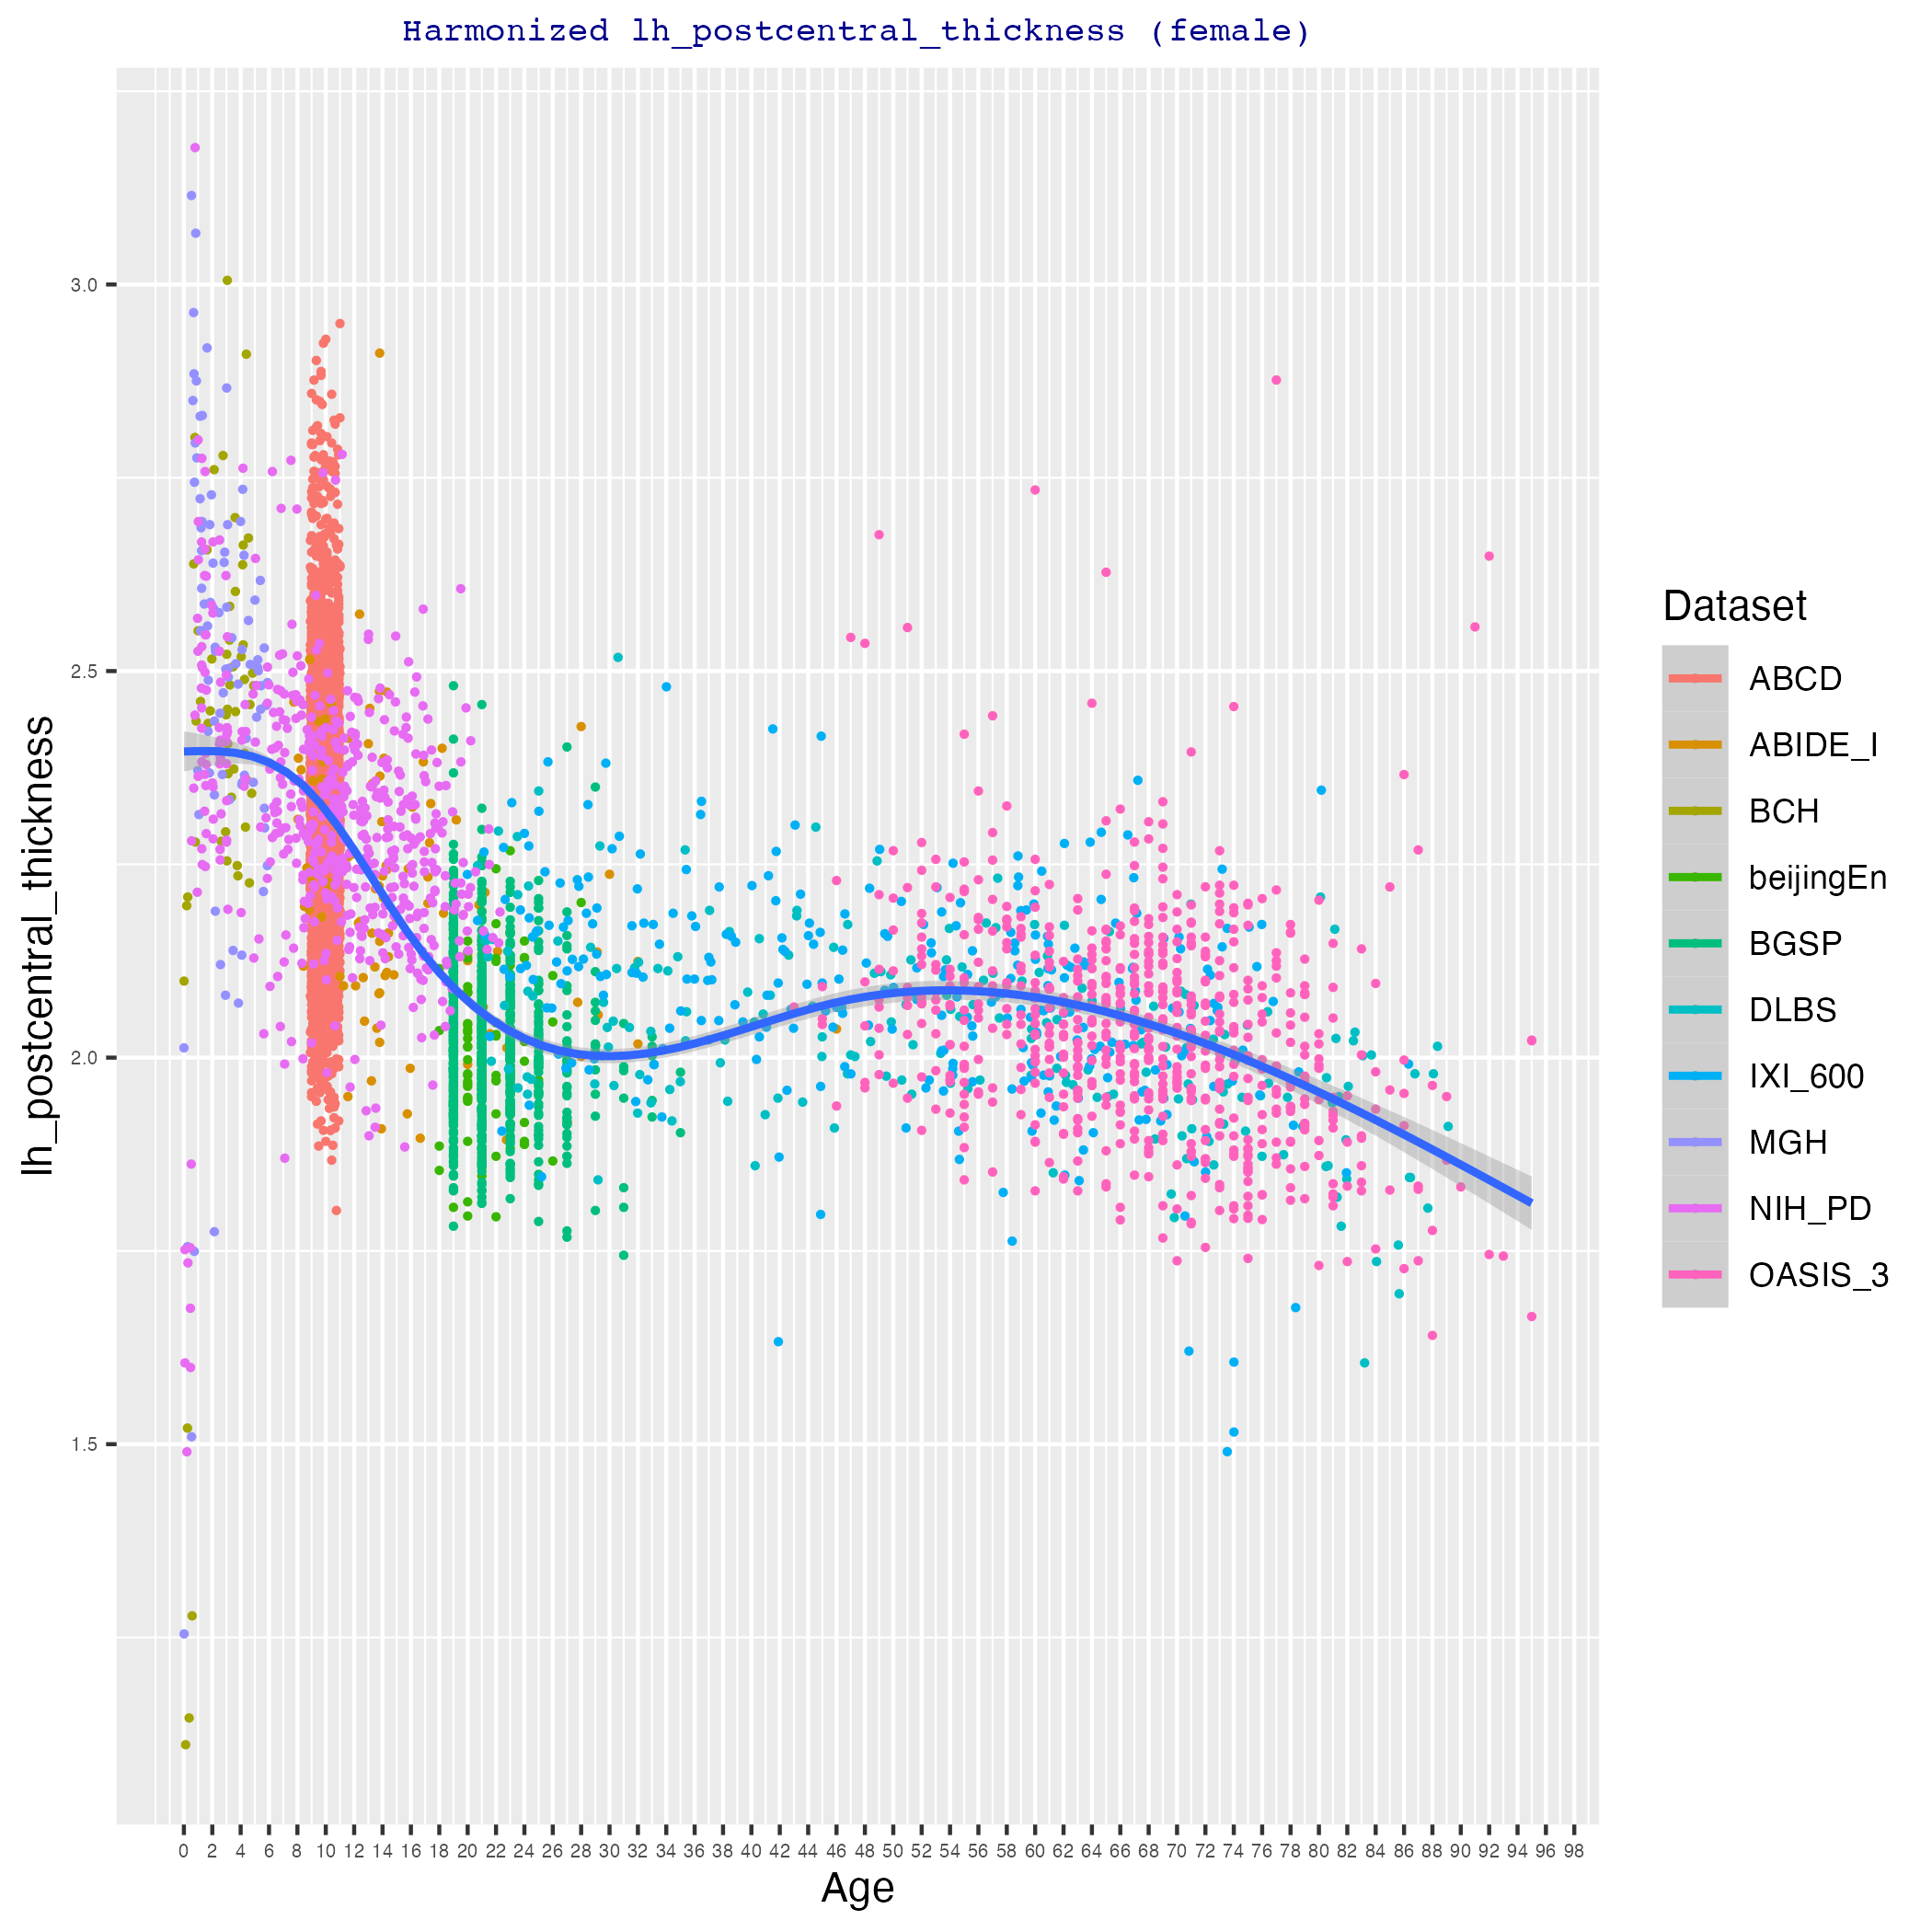 Harmonized lh_postcentral_thickness (female)
lh_postcentral_thickness
3.0
2.5
2.0
1.5
0 2 4 6 8 10 12 14 16 18 20 22 24 26 28 30 32 34 36 38 40 42 44 46 48 50 52 54 56 58 60 62 64 66 68 70 72 74 76 78 80 82 84 86 88 90 92 94 96 98
Age
Dataset
ABCD
ABIDE_I
BCH
beijingEn
BGSP
DLBS
IXI_600
MGH
NIH_PD
OASIS_3